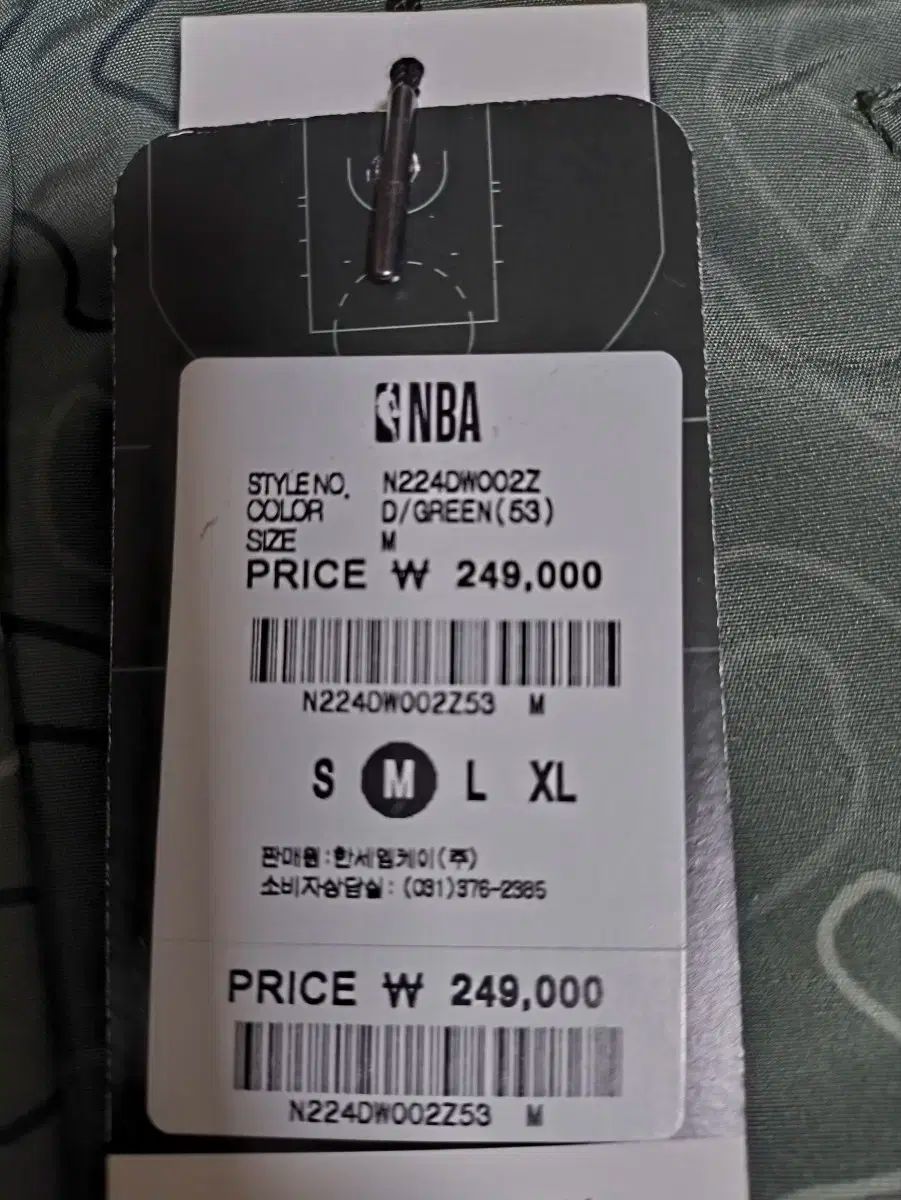 NBA
STYLE NO. N224DW002Z
COLOR D/GREEN(53)
SIZE M
PRICE ₩ 249,000
N224DW002Z53 M
S M L XL
판매원:한세엠케이(주)
소비자상담실: (031)376-2385
PRICE ₩ 249,000
N224DW002Z53 M